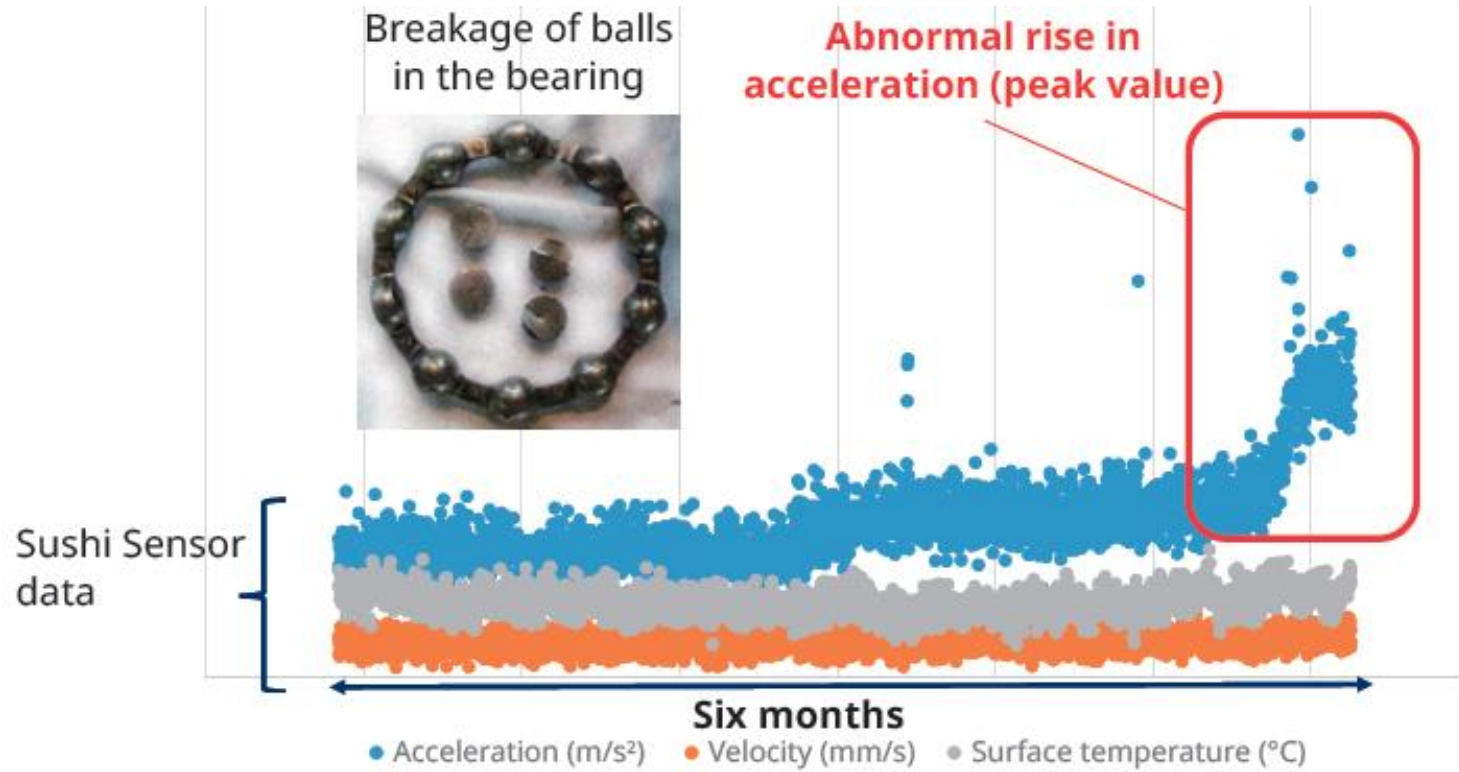 Breakage of balls
in the bearing
Abnormal rise in
acceleration (peak value)
Sushi Sensor
data
Six months
Acceleration (m/s²)
Velocity (mm/s)
Surface temperature (°C)